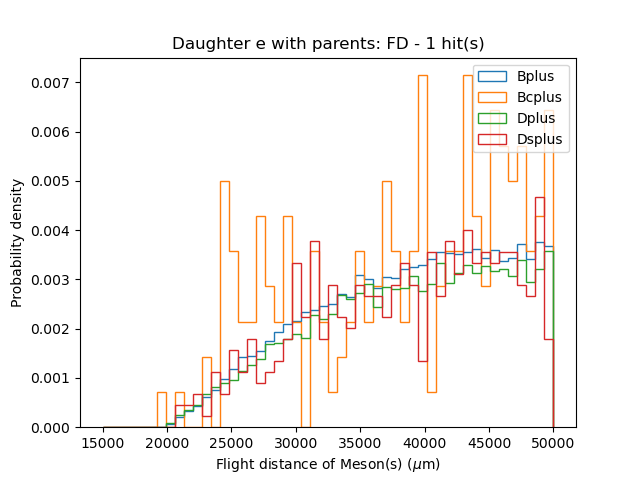 Daughter e with parents: FD - 1 hit(s)
Bplus
Bcplus
Dplus
Dsplus
Probability density
0.007
0.006
0.005
0.004
0.003
0.002
0.001
0.000
15000 20000 25000 30000 35000 40000 45000 50000
Flight distance of Meson(s) (μm)